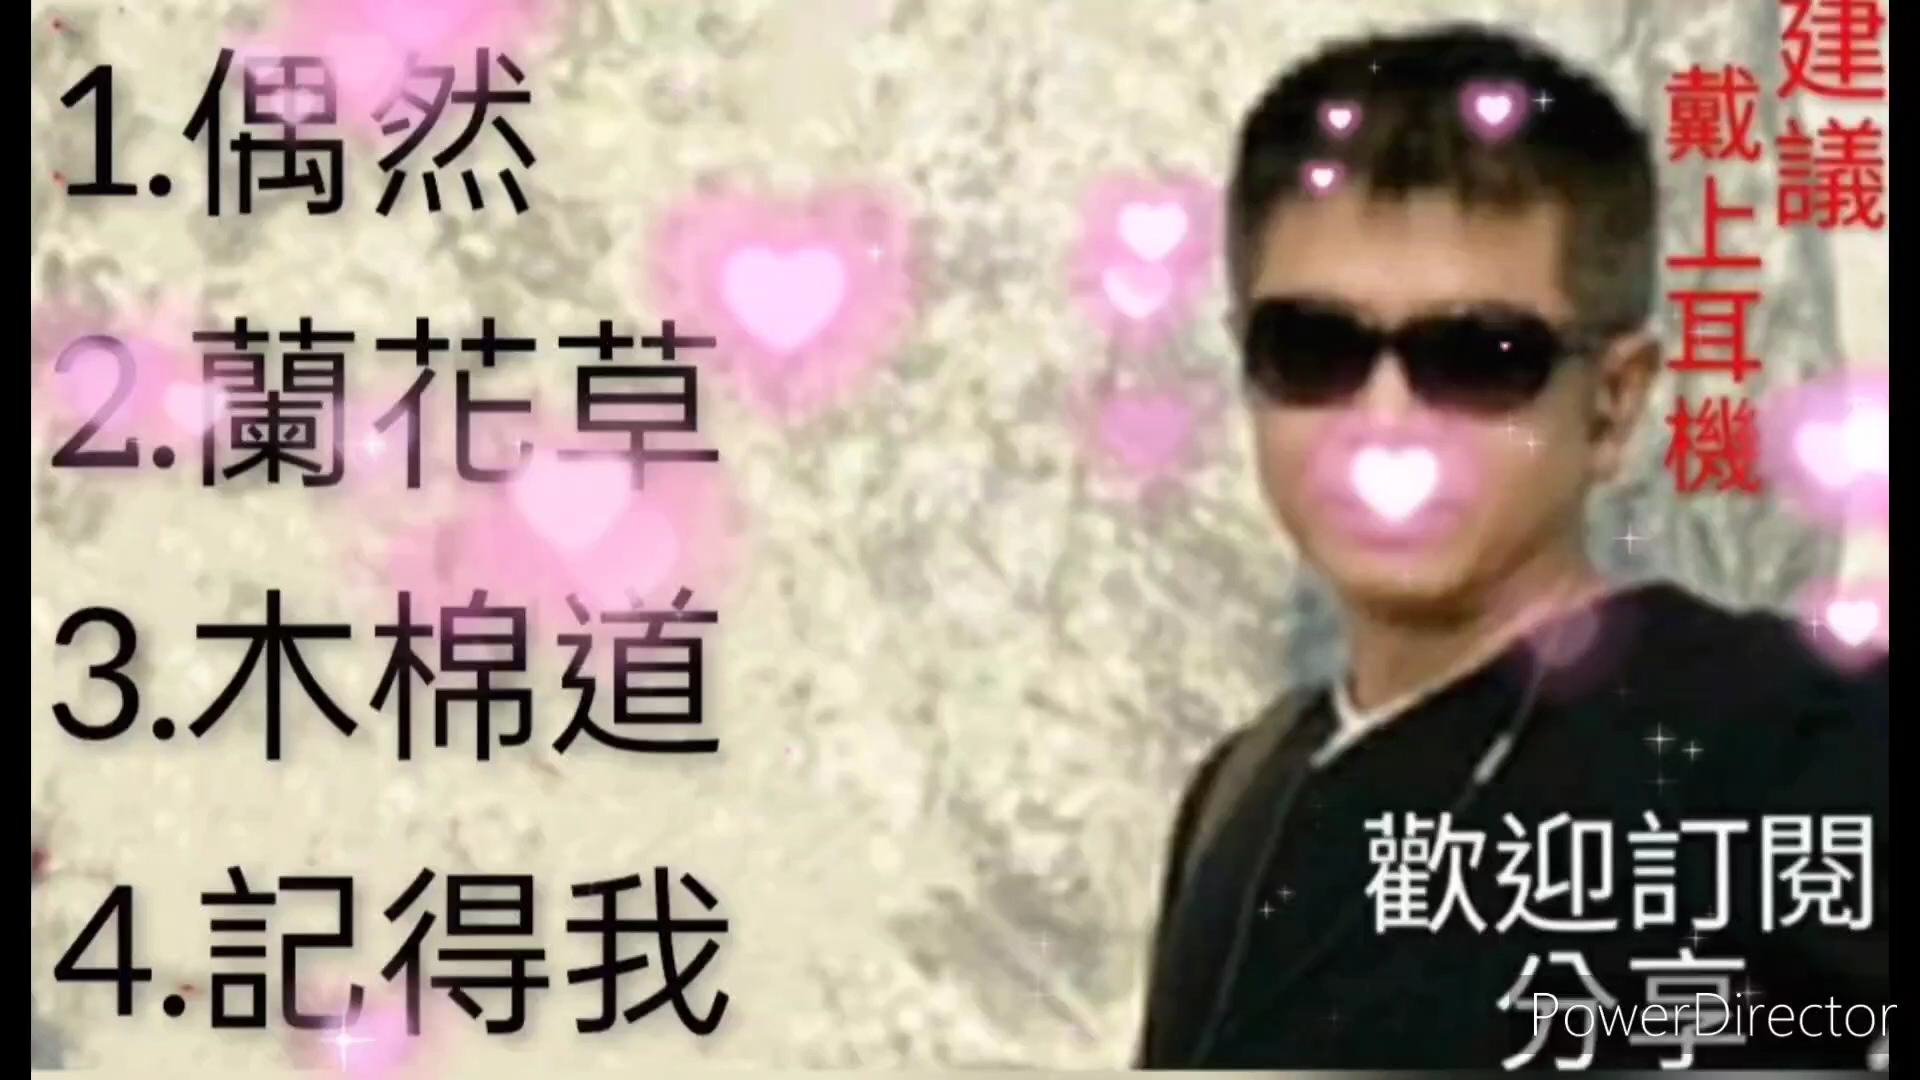 1.偶然
2.蘭花草
3.木棉道
4.記得我
建議
戴上耳機
歡迎訂閱
分享
PowerDirector